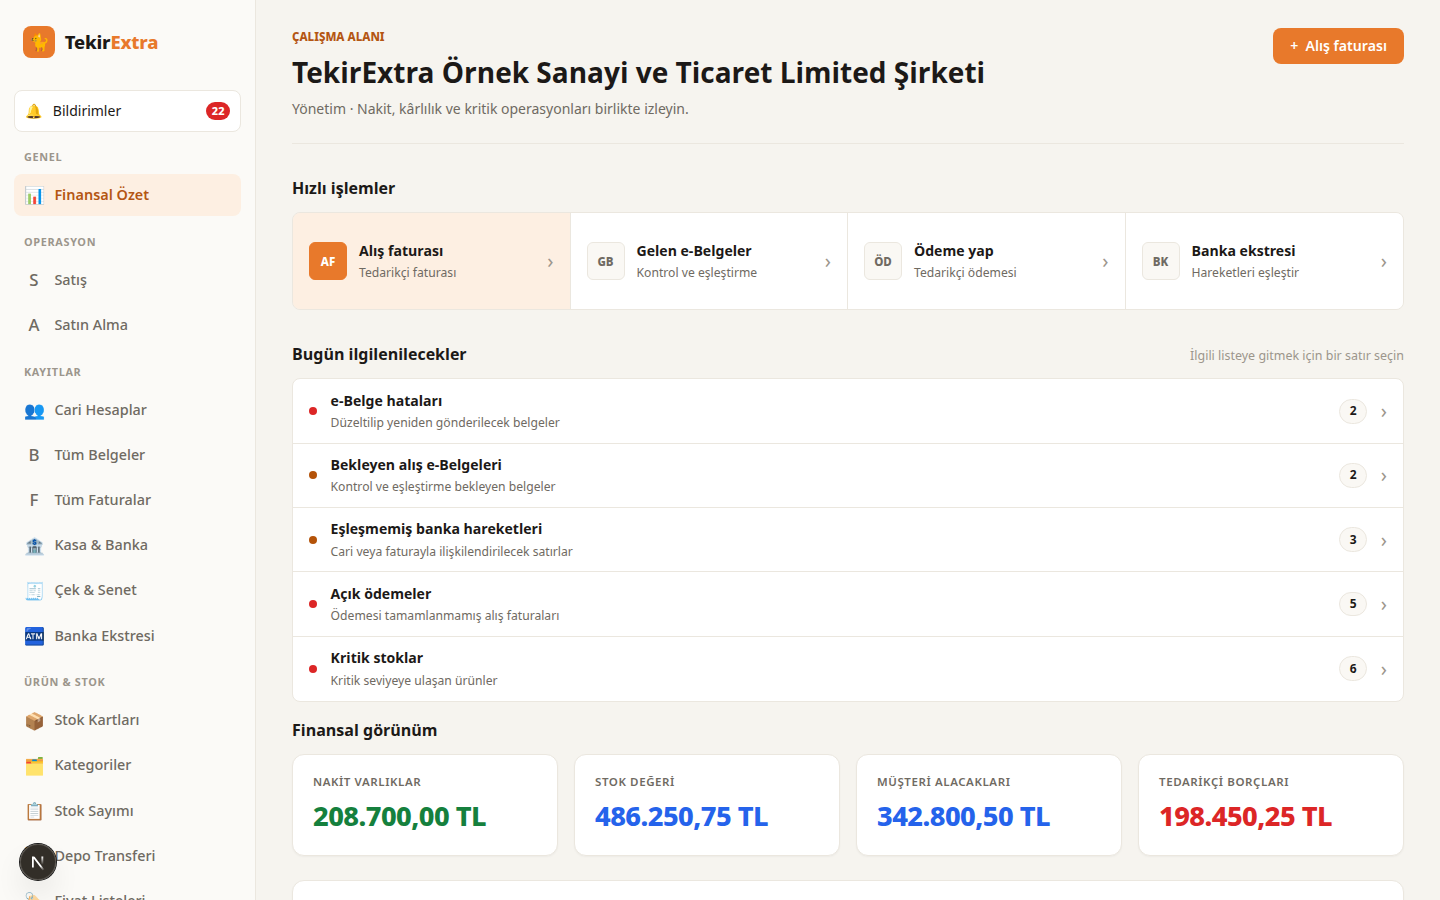 TekirExtra
Bildirimler
22
GENEL
Finansal Özet
OPERASYON
S Satış
A Satın Alma
KAYITLAR
Cari Hesaplar
B Tüm Belgeler
F Tüm Faturalar
Kasa & Banka
Çek & Senet
ATM Banka Ekstresi
ÜRÜN & STOK
Stok Kartları
Kategoriler
Stok Sayımı
N Depo Transferi
Fiyat Listeleri
ÇALIŞMA ALANI
TekirExtra Örnek Sanayi ve Ticaret Limited Şirketi
Yönetim · Nakit, kârlılık ve kritik operasyonları birlikte izleyin.
+ Alış faturası
Hızlı işlemler
AF
Alış faturası
Tedarikçi faturası
›
GB
Gelen e-Belgeler
Kontrol ve eşleştirme
›
ÖD
Ödeme yap
Tedarikçi ödemesi
›
BK
Banka ekstresi
Hareketleri eşleştir
›
Bugün ilgilenilecekler
İlgili listeye gitmek için bir satır seçin
e-Belge hataları
Düzeltilip yeniden gönderilecek belgeler
2 ›
Bekleyen alış e-Belgeleri
Kontrol ve eşleştirme bekleyen belgeler
2 ›
Eşleşmemiş banka hareketleri
Cari veya faturayla ilişkilendirilecek satırlar
3 ›
Açık ödemeler
Ödemesi tamamlanmamış alış faturaları
5 ›
Kritik stoklar
Kritik seviyeye ulaşan ürünler
6 ›
Finansal görünüm
NAKİT VARLIKLAR
208.700,00 TL
STOK DEĞERİ
486.250,75 TL
MÜŞTERİ ALACAKLARI
342.800,50 TL
TEDARİKÇİ BORÇLARI
198.450,25 TL